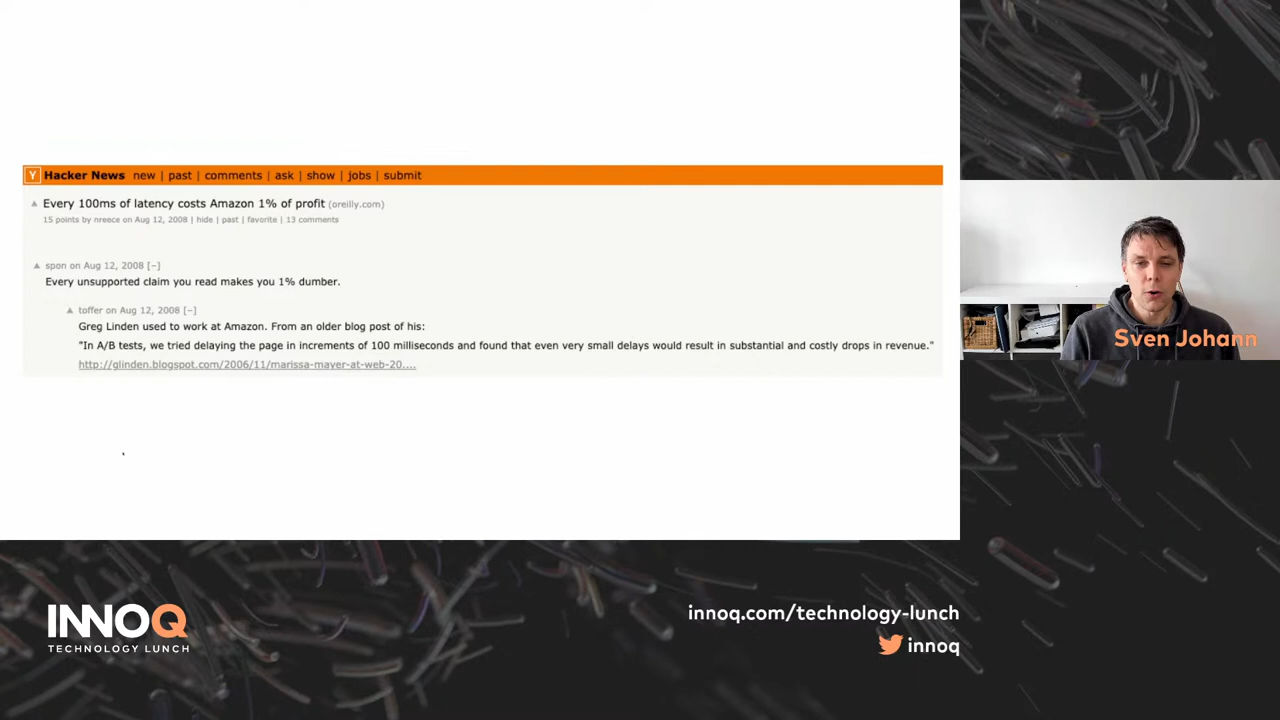 Y Hacker News new | past | comments | ask | show | jobs | submit
Every 100ms of latency costs Amazon 1% of profit (oreilly.com)
15 points by nreece on Aug 12, 2008 | hide | past | favorite | 13 comments
spon on Aug 12, 2008 [–]
Every unsupported claim you read makes you 1% dumber.
toffer on Aug 12, 2008 [–]
Greg Linden used to work at Amazon. From an older blog post of his:
"In A/B tests, we tried delaying the page in increments of 100 milliseconds and found that even very small delays would result in substantial and costly drops in revenue."
http://glinden.blogspot.com/2006/11/marissa-mayer-at-web-20....
Sven Johann
INNOQ
TECHNOLOGY LUNCH
innoq.com/technology-lunch
innoq